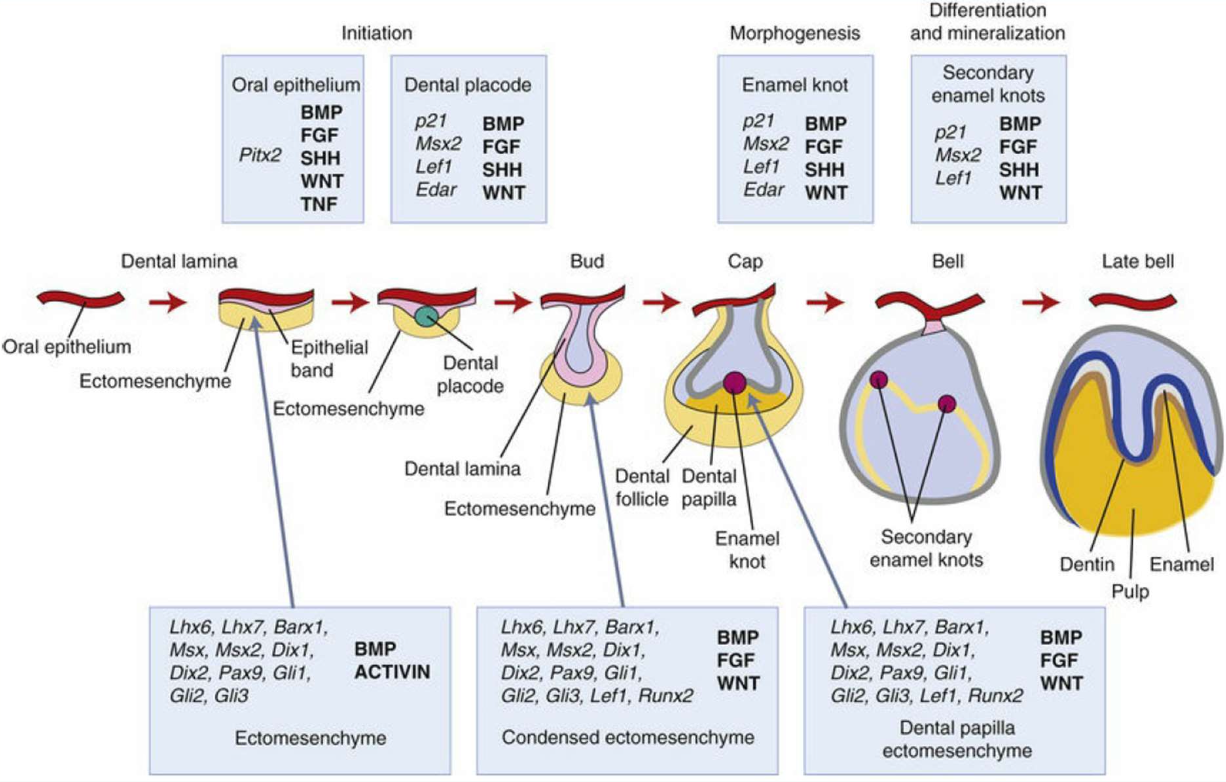 Initiation
Morphogenesis
Differentiation
and mineralization
Oral epithelium
Pitx2
BMP
FGF
SHH
WNT
TNF
Dental placode
p21
Msx2
Lef1
Edar
BMP
FGF
SHH
WNT
Enamel knot
p21
Msx2
Lef1
Edar
BMP
FGF
SHH
WNT
Secondary
enamel knots
p21
Msx2
Lef1
BMP
FGF
SHH
WNT
Dental lamina
Bud
Cap
Bell
Late bell
Oral epithelium
Ectomesenchyme
Epithelial
band
Ectomesenchyme
Dental
placode
Dental lamina
Ectomesenchyme
Dental
follicle
Dental
papilla
Enamel
knot
Secondary
enamel knots
Dentin
Pulp
Enamel
Lhx6, Lhx7, Barx1,
Msx, Msx2, Dix1,
Dix2, Pax9, Gli1,
Gli2, Gli3
BMP
ACTIVIN
Ectomesenchyme
Lhx6, Lhx7, Barx1,
Msx, Msx2, Dix1,
Dix2, Pax9, Gli1,
Gli2, Gli3, Lef1, Runx2
BMP
FGF
WNT
Condensed ectomesenchyme
Lhx6, Lhx7, Barx1,
Msx, Msx2, Dix1,
Dix2, Pax9, Gli1,
Gli2, Gli3, Lef1, Runx2
BMP
FGF
WNT
Dental papilla
ectomesenchyme